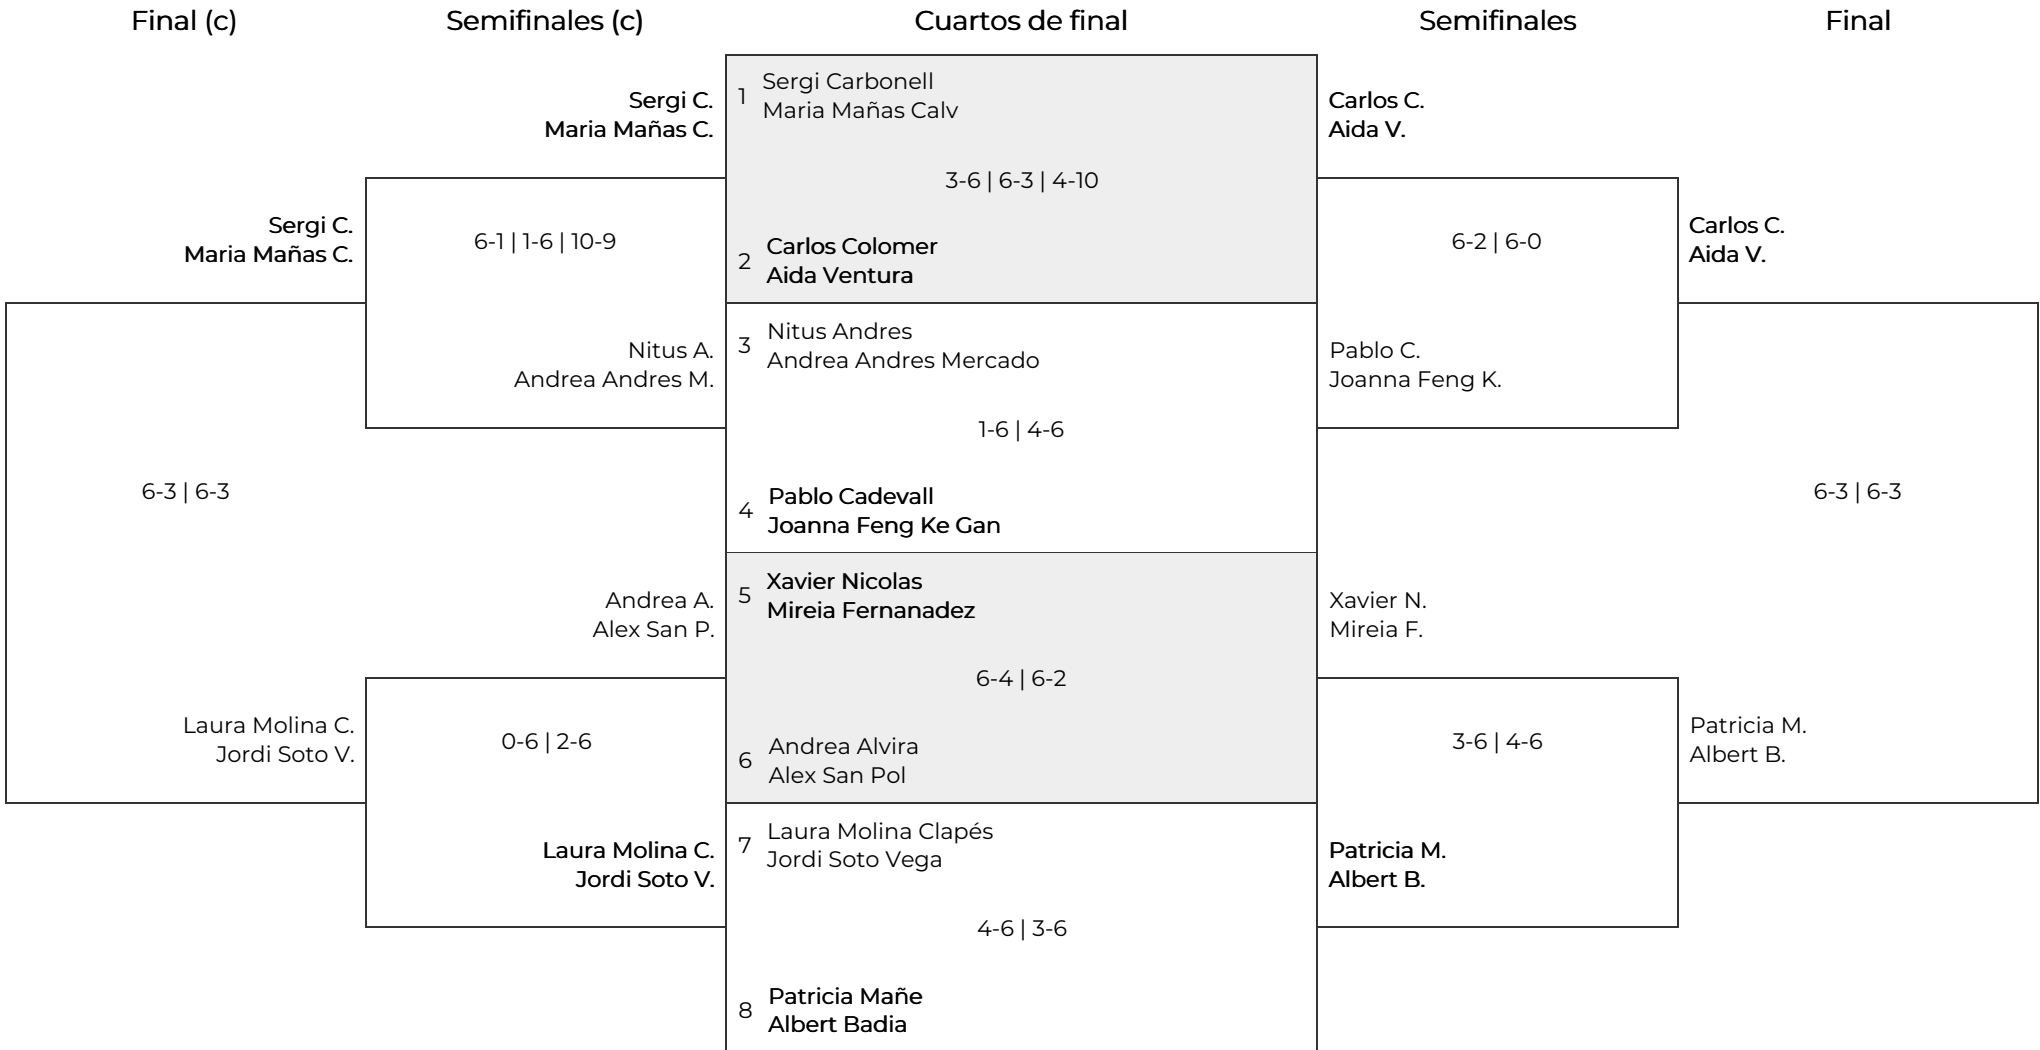 Final (c)
Semifinales (c)
Cuartos de final
Semifinales
Final
Sergi C.
Maria Mañas C.
6-3 | 6-3
Laura Molina C.
Jordi Soto V.
Sergi C.
Maria Mañas C.
6-1 | 1-6 | 10-9
Nitus A.
Andrea Andres M.
Andrea A.
Alex San P.
0-6 | 2-6
Laura Molina C.
Jordi Soto V.
1
Sergi Carbonell
Maria Mañas Calv
3-6 | 6-3 | 4-10
2
Carlos Colomer
Aida Ventura
3
Nitus Andres
Andrea Andres Mercado
1-6 | 4-6
4
Pablo Cadevall
Joanna Feng Ke Gan
5
Xavier Nicolas
Mireia Fernanadez
6-4 | 6-2
6
Andrea Alvira
Alex San Pol
7
Laura Molina Clapés
Jordi Soto Vega
4-6 | 3-6
8
Patricia Mañe
Albert Badia
Carlos C.
Aida V.
6-2 | 6-0
Pablo C.
Joanna Feng K.
Xavier N.
Mireia F.
3-6 | 4-6
Patricia M.
Albert B.
Carlos C.
Aida V.
6-3 | 6-3
Patricia M.
Albert B.